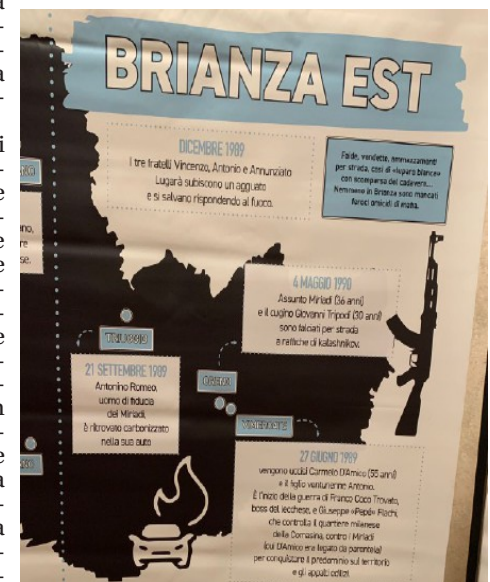 BRIANZA EST
DICEMBRE 1989
I tre fratelli Vincenzo, Antonio e Annunziato
Lugarà subiscono un agguato
e si salvano rispondendo al fuoco.
Faide, vendette, ammazzamenti
per strada, casi di «lupara bianca»
con scomparsa del cadavere...
Nemmeno in Brianza sono mancati
feroci omicidi di mafia.
4 MAGGIO 1990
Assunto Miriadi (36 anni)
e il cugino Giovanni Tripodi (30 anni)
sono falciati per strada
a raffiche di kalashnikov.
TRIUGGIO
21 SETTEMBRE 1989
Antonino Romeo,
uomo di fiducia
dei Miriadi,
è ritrovato carbonizzato
nella sua auto
ORENO
VIMERCATE
27 GIUGNO 1989
vengono uccisi Carmelo D'Amico (55 anni)
e il figlio ventunenne Antonio.
È l'inizio della guerra di Franco Coco Trovato,
boss del lecchese, e Giuseppe «Pepè» Flachi,
che controlla il quartiere milanese
della Comasina, contro i Miriadi
(cui D'Amico era legato da parentela)
per conquistare il predominio sul territorio
e gli appalti edilizi